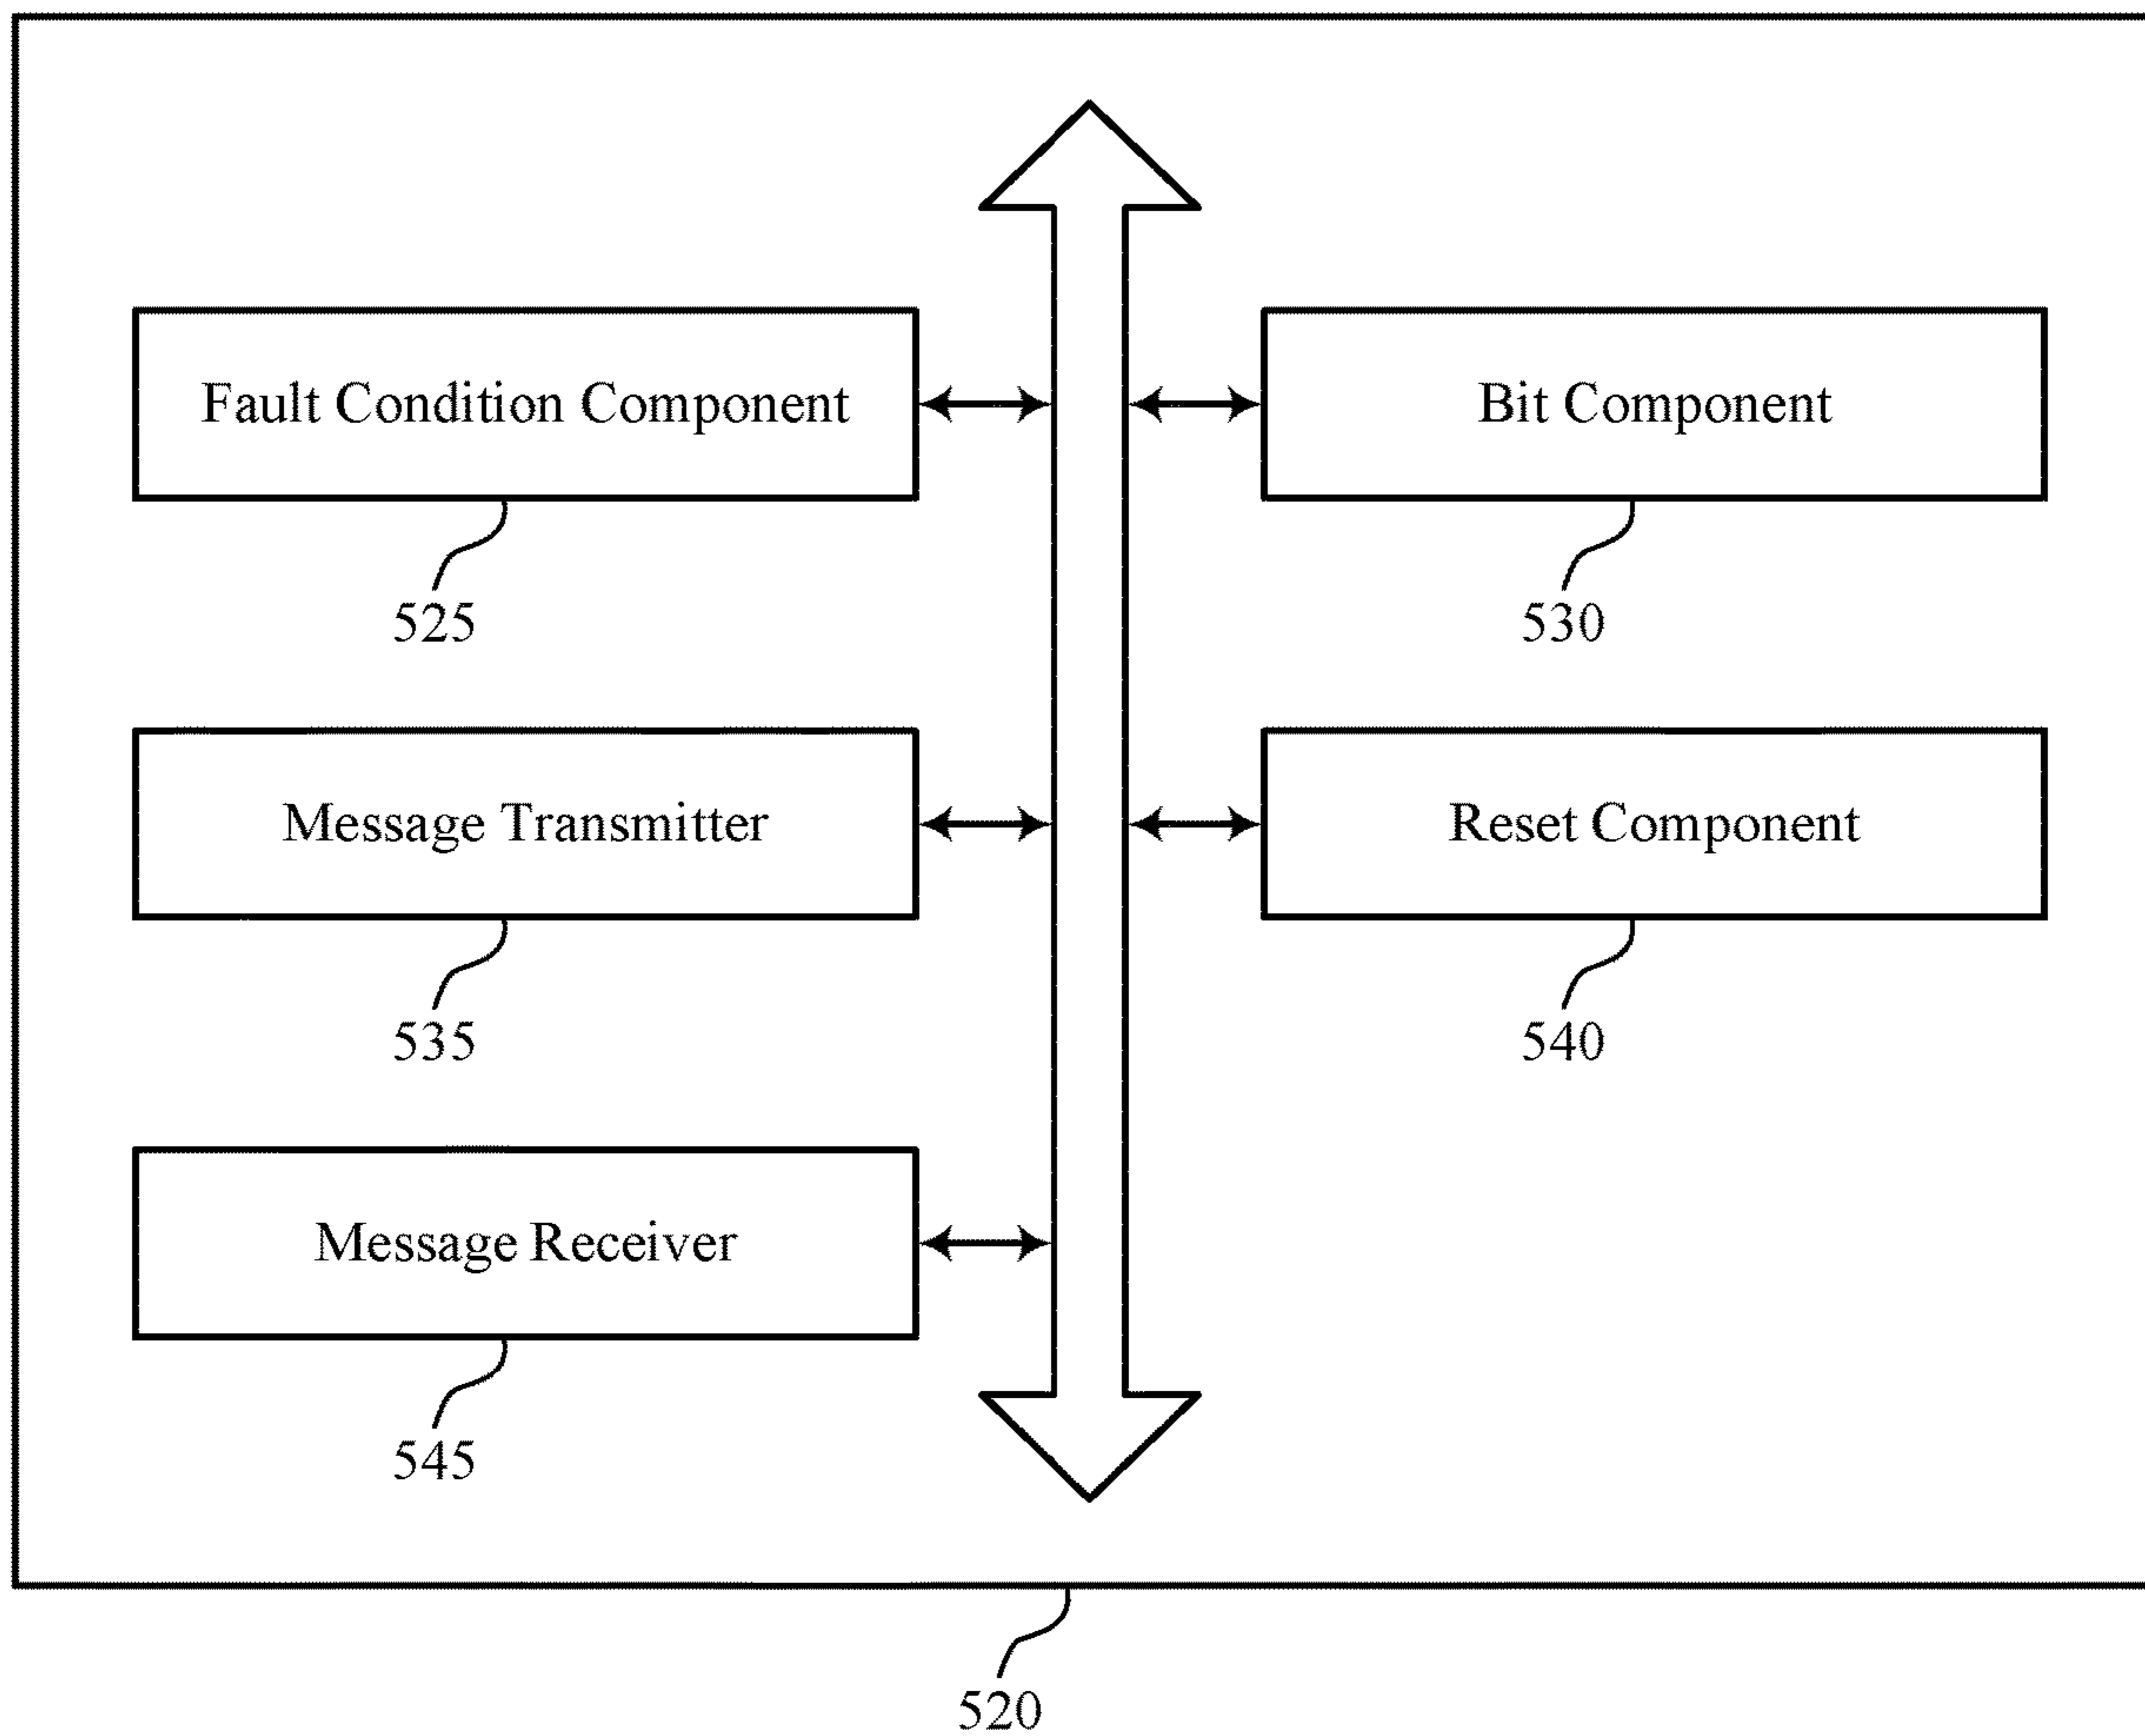 Fault Condition Component
Bit Component
525
530
Message Transmitter
Reset Component
535
540
Message Receiver
545
520